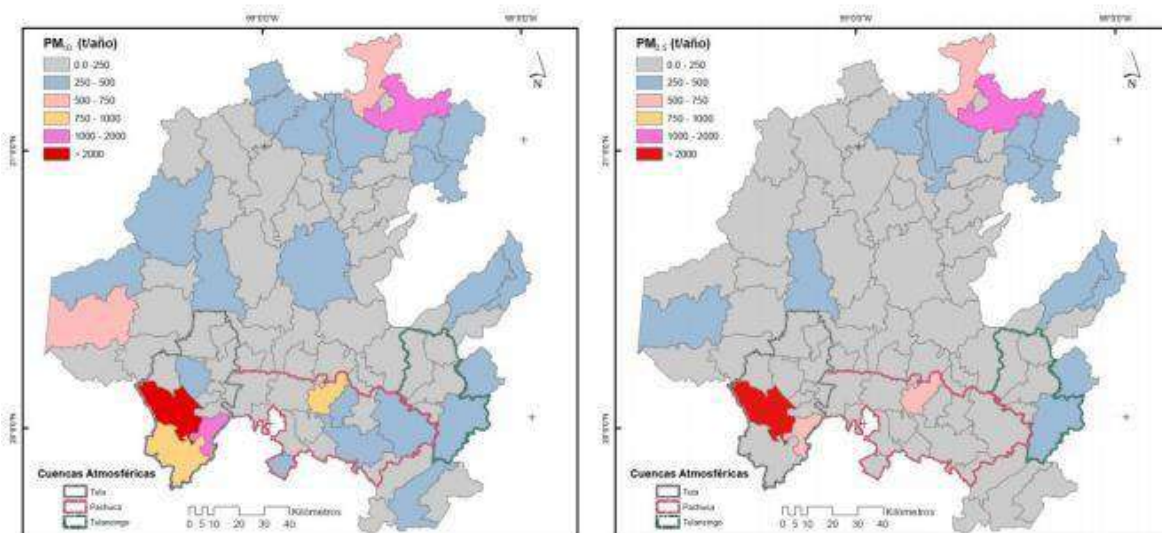 PM10 (t/año)
0.0 -250
250 - 500
500 - 750
750 - 1000
1000 - 2000
> 2000
N
Cuencas Atmosféricas
Tula
Pachuca
Tulancingo
Kilómetros
0 5 10 20 30 40
PM2.5 (t/año)
0.0 -250
250 - 500
500 - 750
750 - 1000
1000 - 2000
> 2000
N
Cuencas Atmosféricas
Tula
Pachuca
Tulancingo
Kilómetros
0 5 10 20 30 40